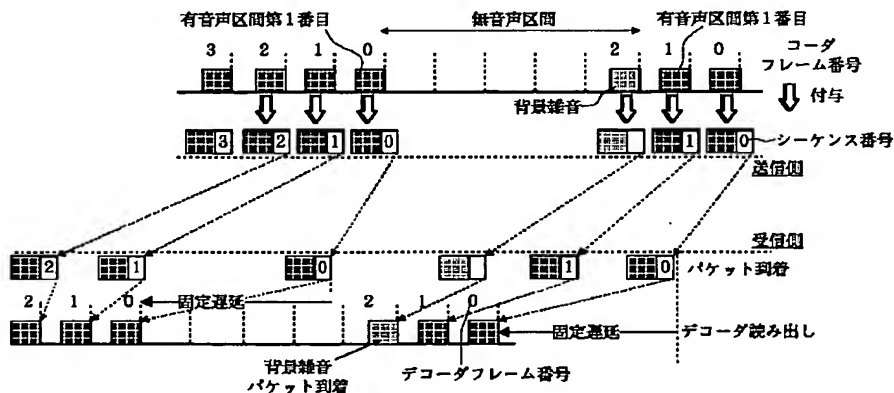 有音声区間第1番目
無音声区間
有音声区間第1番目
3 2 1 0 2 1 0
コーダ
フレーム番号
背景雑音
付与
3 2 1 0 1 0
シーケンス番号
送信側
受信側
2 1 0 1 0
パケット到着
2 1 0 固定遅延 2 1 0
固定遅延
デコーダ読み出し
背景雑音
パケット到着
デコーダフレーム番号